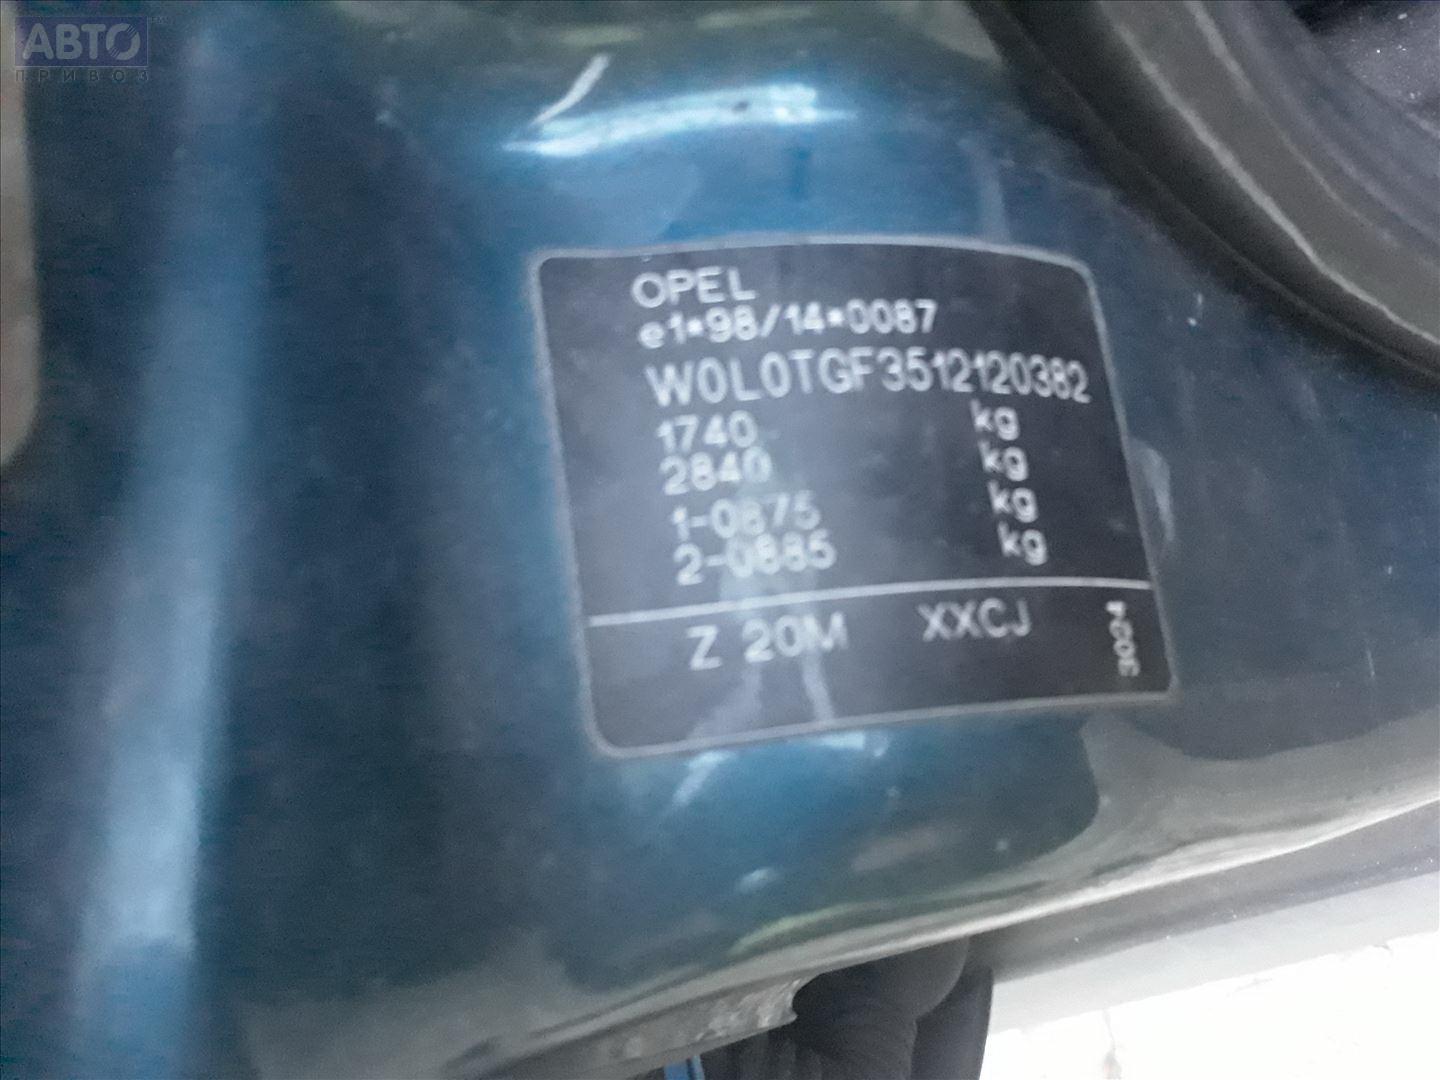 АВТО
ПРИВОЗ
OPEL
e1*98/14*0087
W0L0TGF3512120382
1740 kg
2840 kg
1-0875 kg
2-0885 kg
Z 20M XXCJ